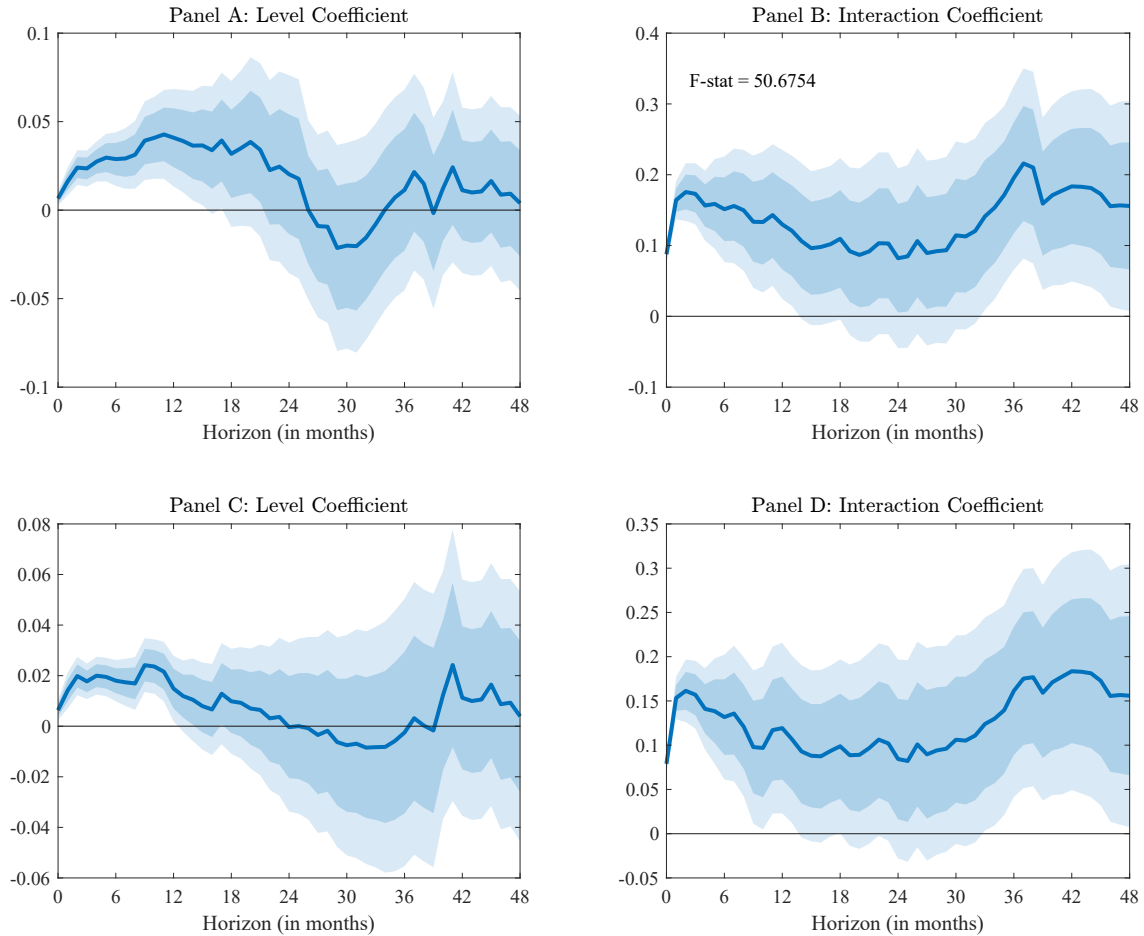 Panel A: Level Coefficient
0.1
0.05
0
-0.05
-0.1
0 6 12 18 24 30 36 42 48
Horizon (in months)
Panel B: Interaction Coefficient
F-stat = 50.6754
0.4
0.3
0.2
0.1
0
-0.1
0 6 12 18 24 30 36 42 48
Horizon (in months)
Panel C: Level Coefficient
0.08
0.06
0.04
0.02
0
-0.02
-0.04
-0.06
0 6 12 18 24 30 36 42 48
Horizon (in months)
Panel D: Interaction Coefficient
0.35
0.3
0.25
0.2
0.15
0.1
0.05
0
-0.05
0 6 12 18 24 30 36 42 48
Horizon (in months)